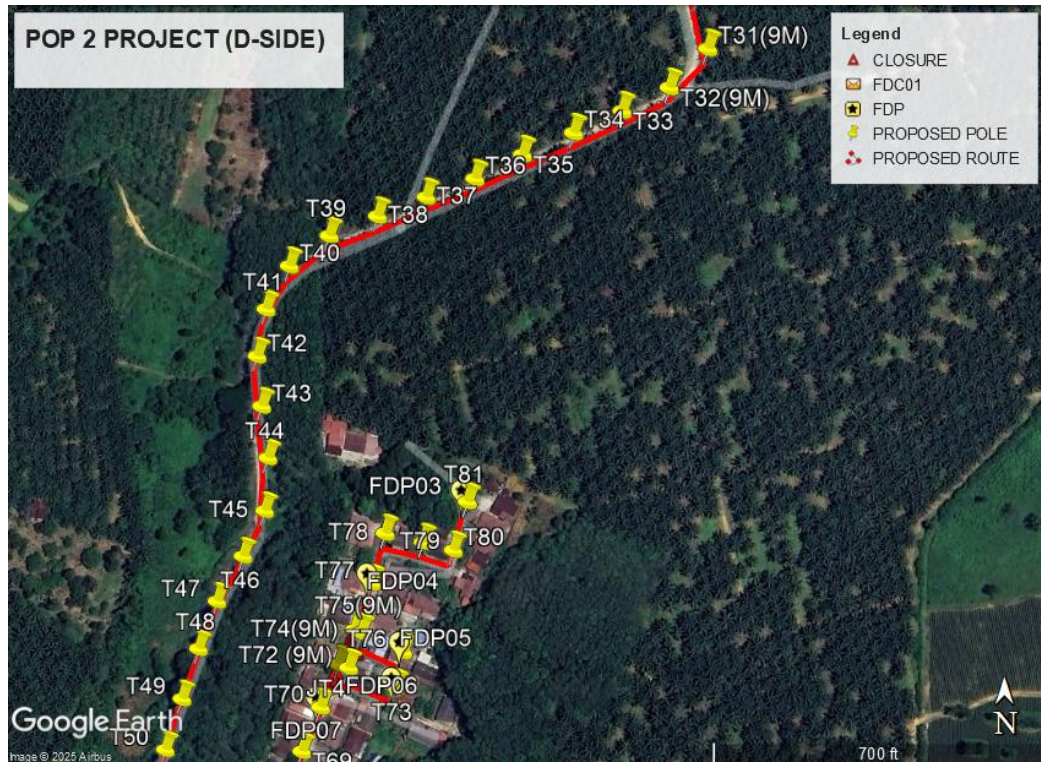 POP 2 PROJECT (D-SIDE)
Legend
CLOSURE
FDC01
FDP
PROPOSED POLE
PROPOSED ROUTE
T31(9M)
T32(9M)
T33
T34
T35
T36
T37
T38
T39
T40
T41
T42
T43
T44
T45
T46
T47
T48
T49
T50
T81
FDP03
T78
T79
T80
T77
FDP04
T75(9M)
T74(9M)
T76
FDP05
T72 (9M)
JT4
FDP06
T73
T70
FDP07
T69
Google Earth
Image © 2025 Airbus
700 ft
N